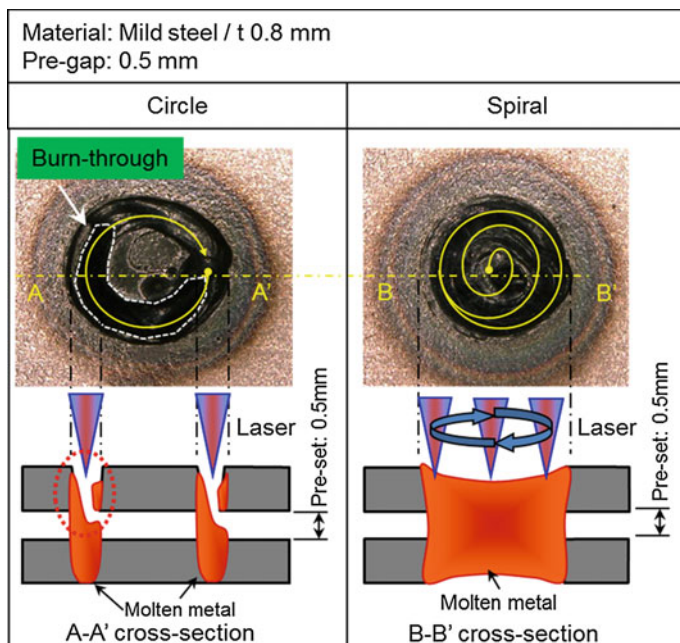 Material: Mild steel / t 0.8 mm
Pre-gap: 0.5 mm
Circle
Spiral
Burn-through
A
A'
B
B'
Laser
Pre-set: 0.5mm
Molten metal
A-A' cross-section
Laser
Pre-set: 0.5mm
Molten metal
B-B' cross-section